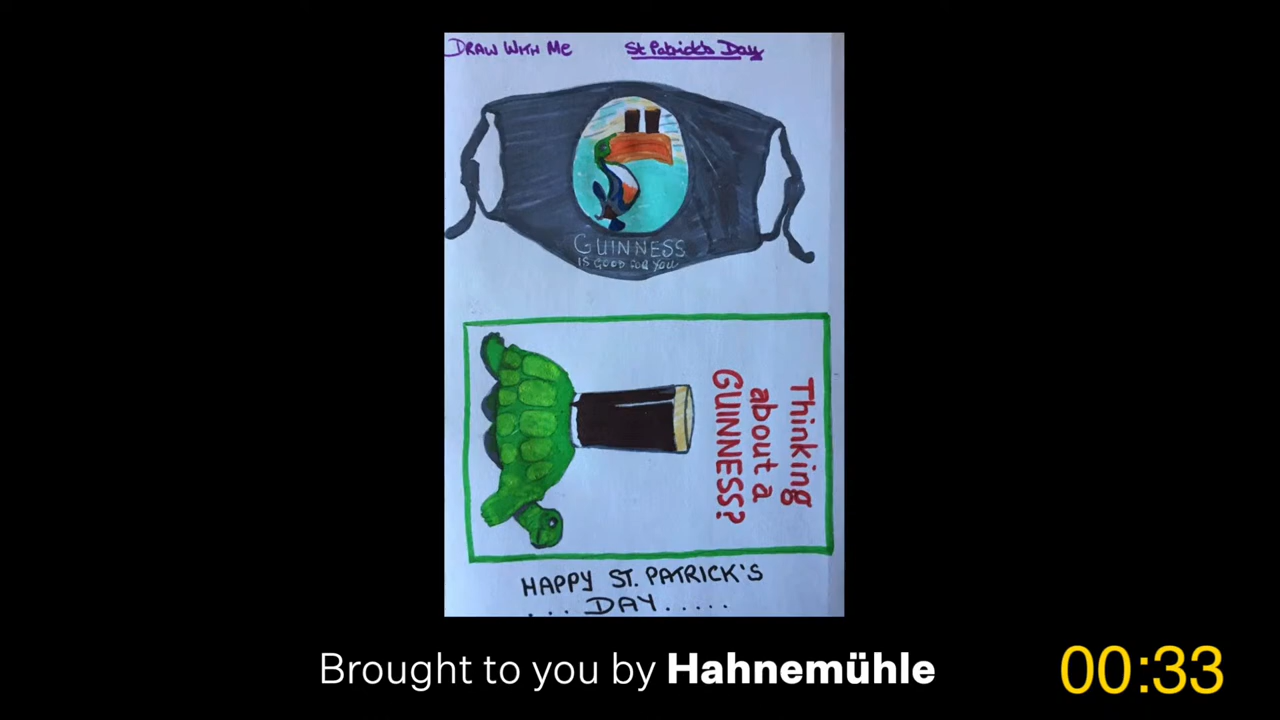 DRAW WITH ME St Patrick's Day
GUINNESS
IS GOOD FOR YOU
Thinking
about a
GUINNESS?
HAPPY ST. PATRICK'S
... DAY.....
Brought to you by Hahnemühle
00:33